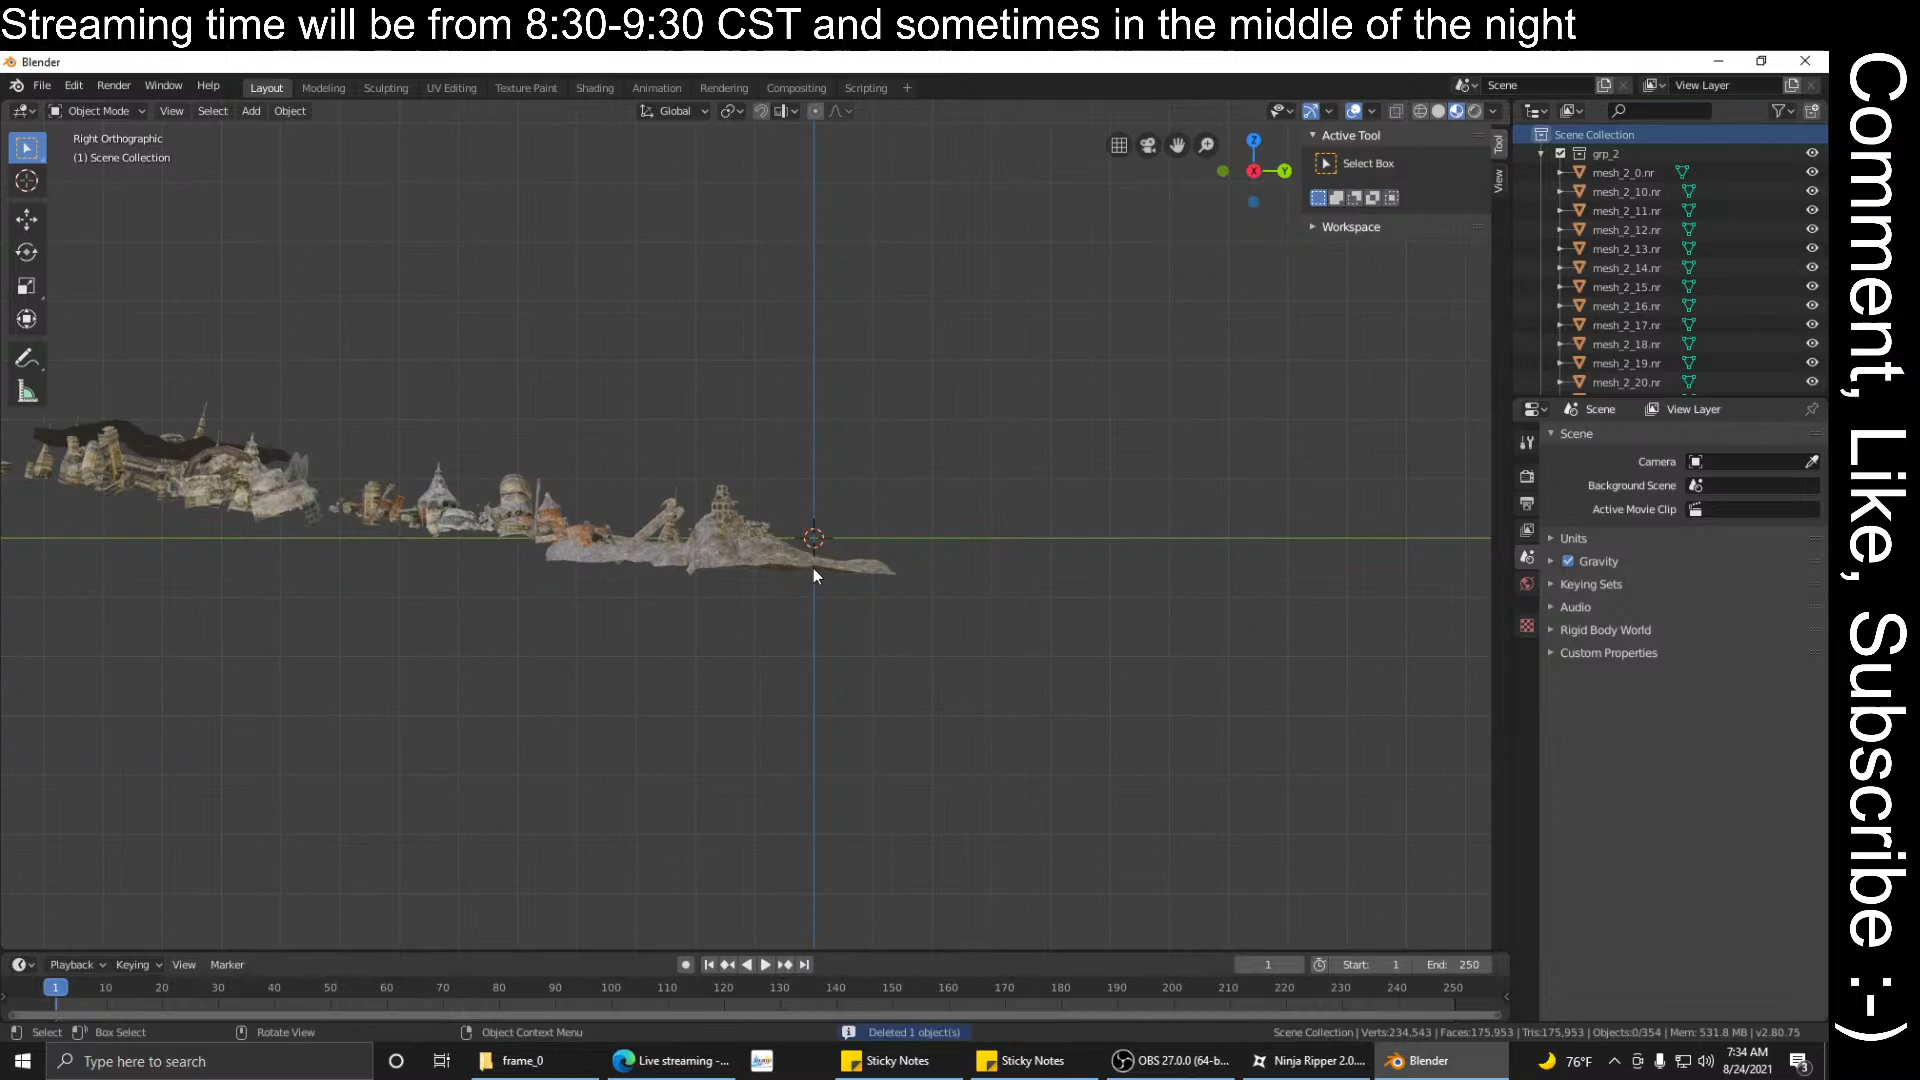 Streaming time will be from 8:30-9:30 CST and sometimes in the middle of the night
Comment, Like, Subscribe :-)
Blender
File Edit Render Window Help
Layout Modeling Sculpting UV Editing Texture Paint Shading Animation Rendering Compositing Scripting +
Scene
View Layer
Object Mode View Select Add Object
Global
Right Orthographic
(1) Scene Collection
Z
X
Y
Active Tool
Select Box
Workspace
Tool
View
Scene Collection
grp_2
mesh_2_0.nr
mesh_2_10.nr
mesh_2_11.nr
mesh_2_12.nr
mesh_2_13.nr
mesh_2_14.nr
mesh_2_15.nr
mesh_2_16.nr
mesh_2_17.nr
mesh_2_18.nr
mesh_2_19.nr
mesh_2_20.nr
Scene View Layer
Scene
Camera
Background Scene
Active Movie Clip
Units
Gravity
Keying Sets
Audio
Rigid Body World
Custom Properties
Playback Keying View Marker
1 Start: 1 End: 250
1 10 20 30 40 50 60 70 80 90 100 110 120 130 140 150 160 170 180 190 200 210 220 230 240 250
Select Box Select Rotate View Object Context Menu Deleted 1 object(s) Scene Collection | Verts:234,543 | Faces:175,953 | Tris:175,953 | Objects:0/354 | Mem: 531.8 MB | v2.80.75
Type here to search
frame_0
Live streaming -...
Sticky Notes
Sticky Notes
OBS 27.0.0 (64-b...
Ninja Ripper 2.0....
Blender
76°F
7:34 AM
8/24/2021
3